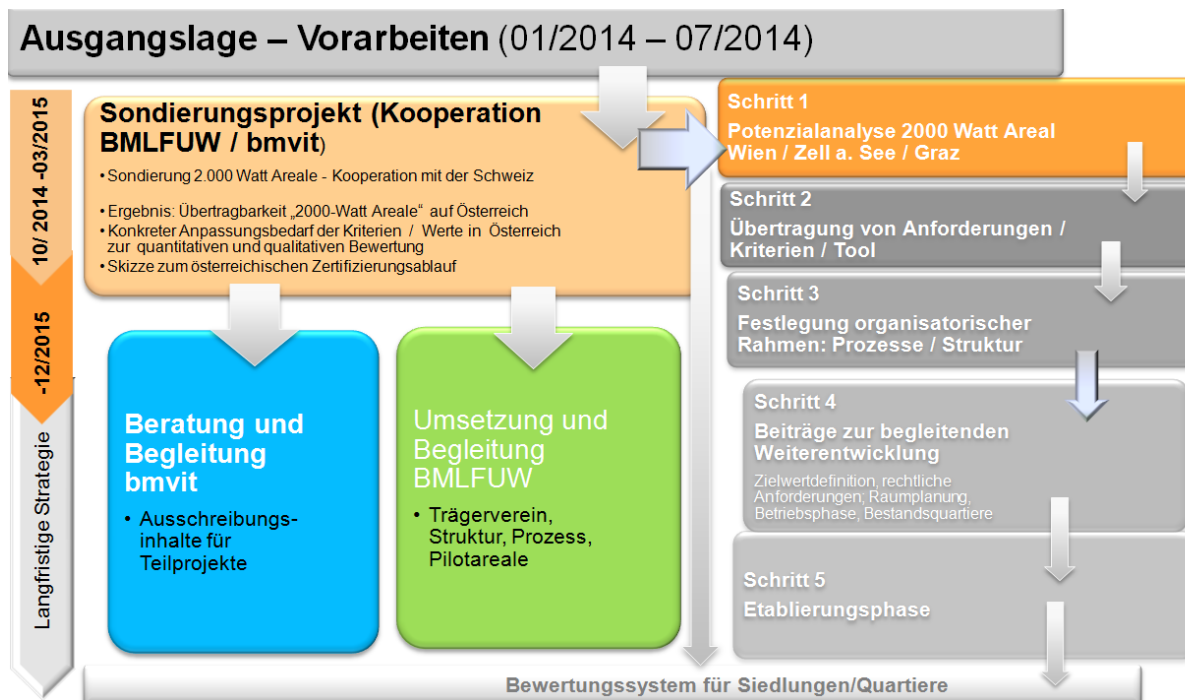 Ausgangslage – Vorarbeiten (01/2014 – 07/2014)
10/ 2014 -03/2015
-12/2015
Langfristige Strategie
Sondierungsprojekt (Kooperation
BMLFUW / bmvit)
• Sondierung 2.000 Watt Areale - Kooperation mit der Schweiz
• Ergebnis: Übertragbarkeit „2000-Watt Areale“ auf Österreich
• Konkreter Anpassungsbedarf der Kriterien / Werte in Österreich
zur quantitativen und qualitativen Bewertung
• Skizze zum österreichischen Zertifizierungsablauf
Beratung und
Begleitung
bmvit
• Ausschreibungs-
inhalte für
Teilprojekte
Umsetzung und
Begleitung
BMLFUW
• Trägerverein,
Struktur, Prozess,
Pilotareale
Schritt 1
Potenzialanalyse 2000 Watt Areal
Wien / Zell a. See / Graz
Schritt 2
Übertragung von Anforderungen /
Kriterien / Tool
Schritt 3
Festlegung organisatorischer
Rahmen: Prozesse / Struktur
Schritt 4
Beiträge zur begleitenden
Weiterentwicklung
Zielwertdefinition, rechtliche
Anforderungen; Raumplanung,
Betriebsphase, Bestandsquartiere
Schritt 5
Etablierungsphase
Bewertungssystem für Siedlungen/Quartiere